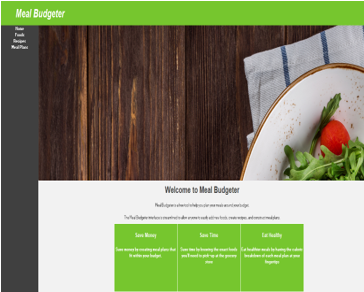 Meal Budgeter
Home
Foods
Recipes
Meal Plans
Welcome to Meal Budgeter
Meal Budgeter is a free tool to help you plan your meals around your budget.
The Meal Budgeter interface is streamlined to allow anyone to easily add new foods, create recipes, and construct meal plans.
Save Money
Save Time
Eat Healthy
Save money by creating meal plans that
fit within your budget.
Save time by knowing the exact foods
you'll need to pick-up at the grocery
store.
Eat healthier meals by having the calorie
breakdown of each meal plan at your
fingertips